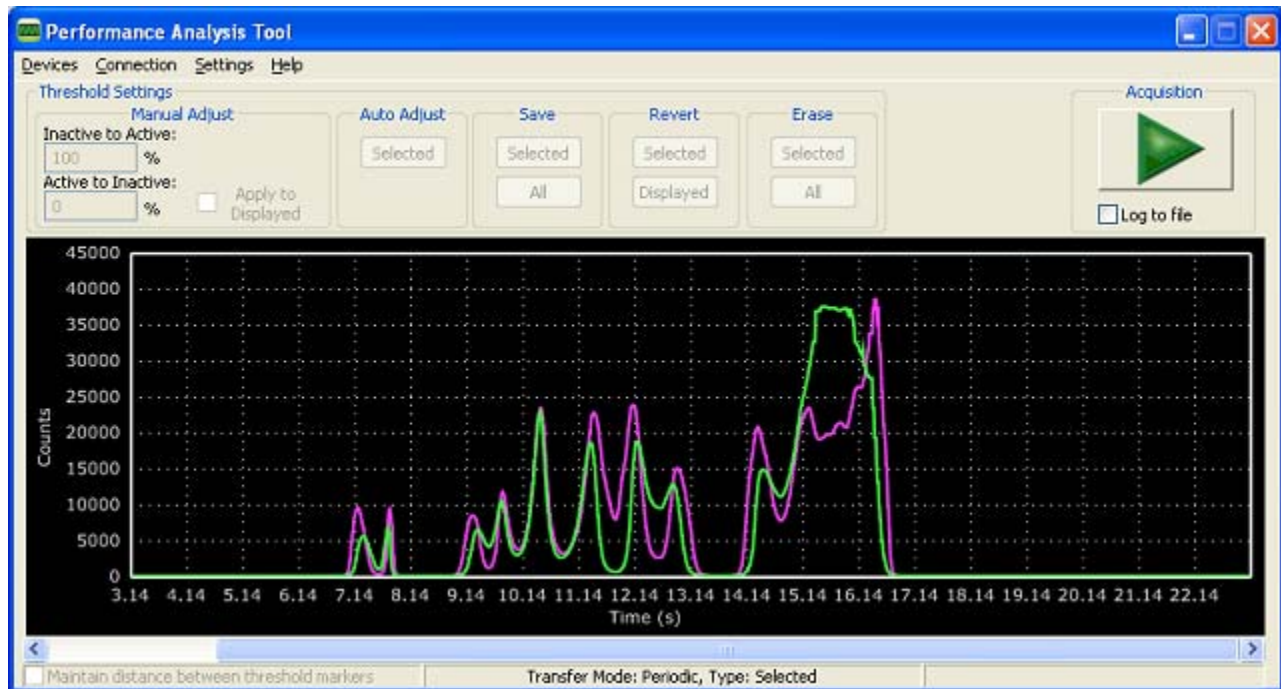 Performance Analysis Tool
Devices Connection Settings Help
Threshold Settings
Manual Adjust
Inactive to Active:
100 %
Active to Inactive:
0 %
Apply to
Displayed
Auto Adjust
Selected
Save
Selected
All
Revert
Selected
Displayed
Erase
Selected
All
Acquisition
Log to file
45000
40000
35000
30000
25000
20000
15000
10000
5000
0
Counts
3.14 4.14 5.14 6.14 7.14 8.14 9.14 10.14 11.14 12.14 13.14 14.14 15.14 16.14 17.14 18.14 19.14 20.14 21.14 22.14
Time (s)
Maintain distance between threshold markers
Transfer Mode: Periodic, Type: Selected